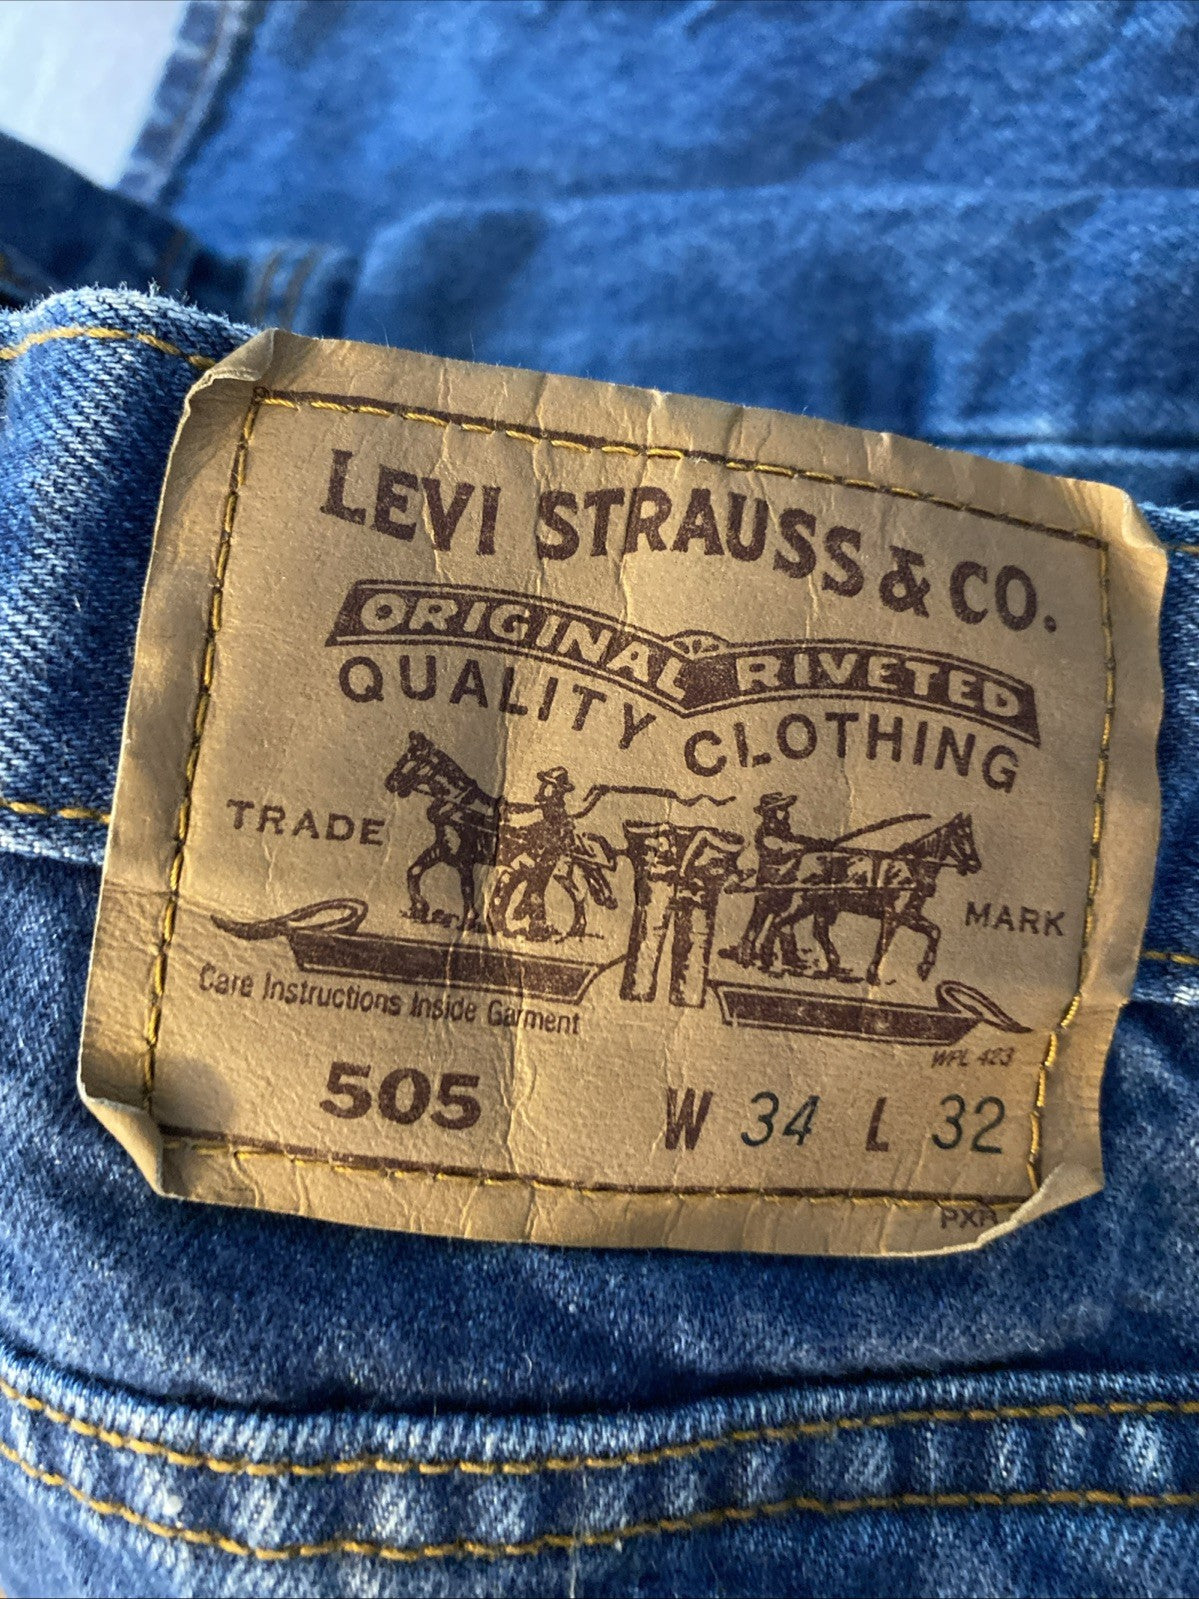 LEVI STRAUSS & CO.
ORIGINAL RIVETED
QUALITY CLOTHING
TRADE MARK
Care Instructions Inside Garment
WPL 423
505 W 34 L 32